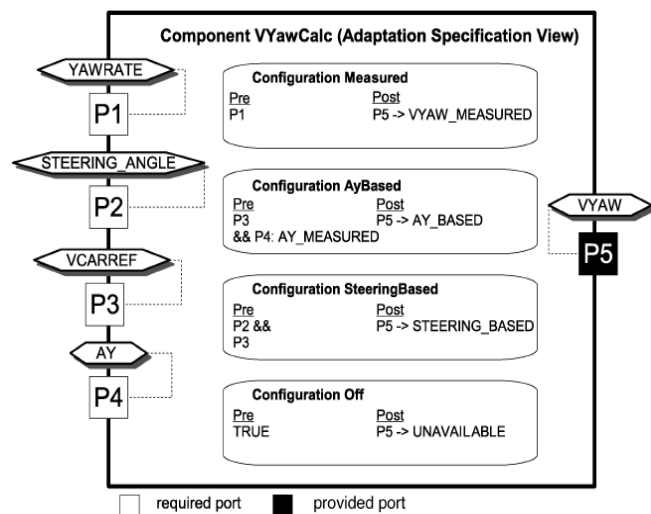 Component VYawCalc (Adaptation Specification View)
YAWRATE
P1
STEERING_ANGLE
P2
VCARREF
P3
AY
P4
Configuration Measured
Pre Post
P1 P5 -> VYAW_MEASURED
Configuration AyBased
Pre Post
P3 P5 -> AY_BASED
&& P4: AY_MEASURED
Configuration SteeringBased
Pre Post
P2 && P5 -> STEERING_BASED
P3
Configuration Off
Pre Post
TRUE P5 -> UNAVAILABLE
VYAW
P5
required port provided port